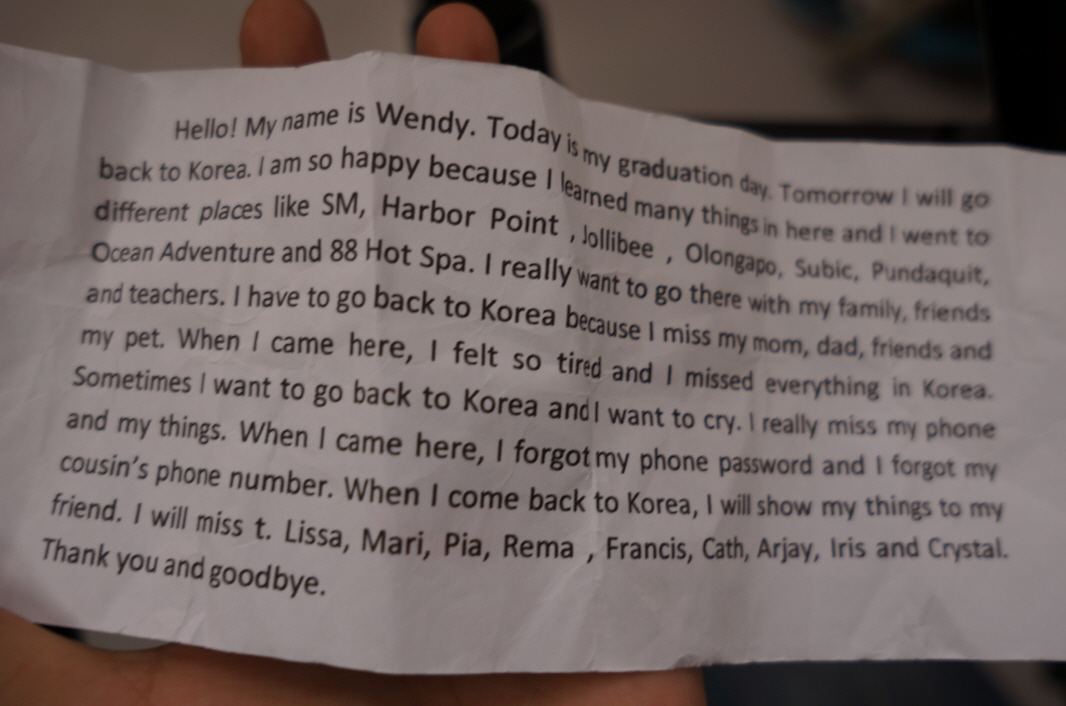 Hello! My name is Wendy. Today is my graduation day. Tomorrow I will go
back to Korea. I am so happy because I learned many things in here and I went to
different places like SM, Harbor Point , Jollibee , Olongapo, Subic, Pundaquit,
Ocean Adventure and 88 Hot Spa. I really want to go there with my family, friends
and teachers. I have to go back to Korea because I miss my mom, dad, friends and
my pet. When I came here, I felt so tired and I missed everything in Korea.
Sometimes I want to go back to Korea and I want to cry. I really miss my phone
and my things. When I came here, I forgot my phone password and I forgot my
cousin's phone number. When I come back to Korea, I will show my things to my
friend. I will miss t. Lissa, Mari, Pia, Rema , Francis, Cath, Arjay, Iris and Crystal.
Thank you and goodbye.